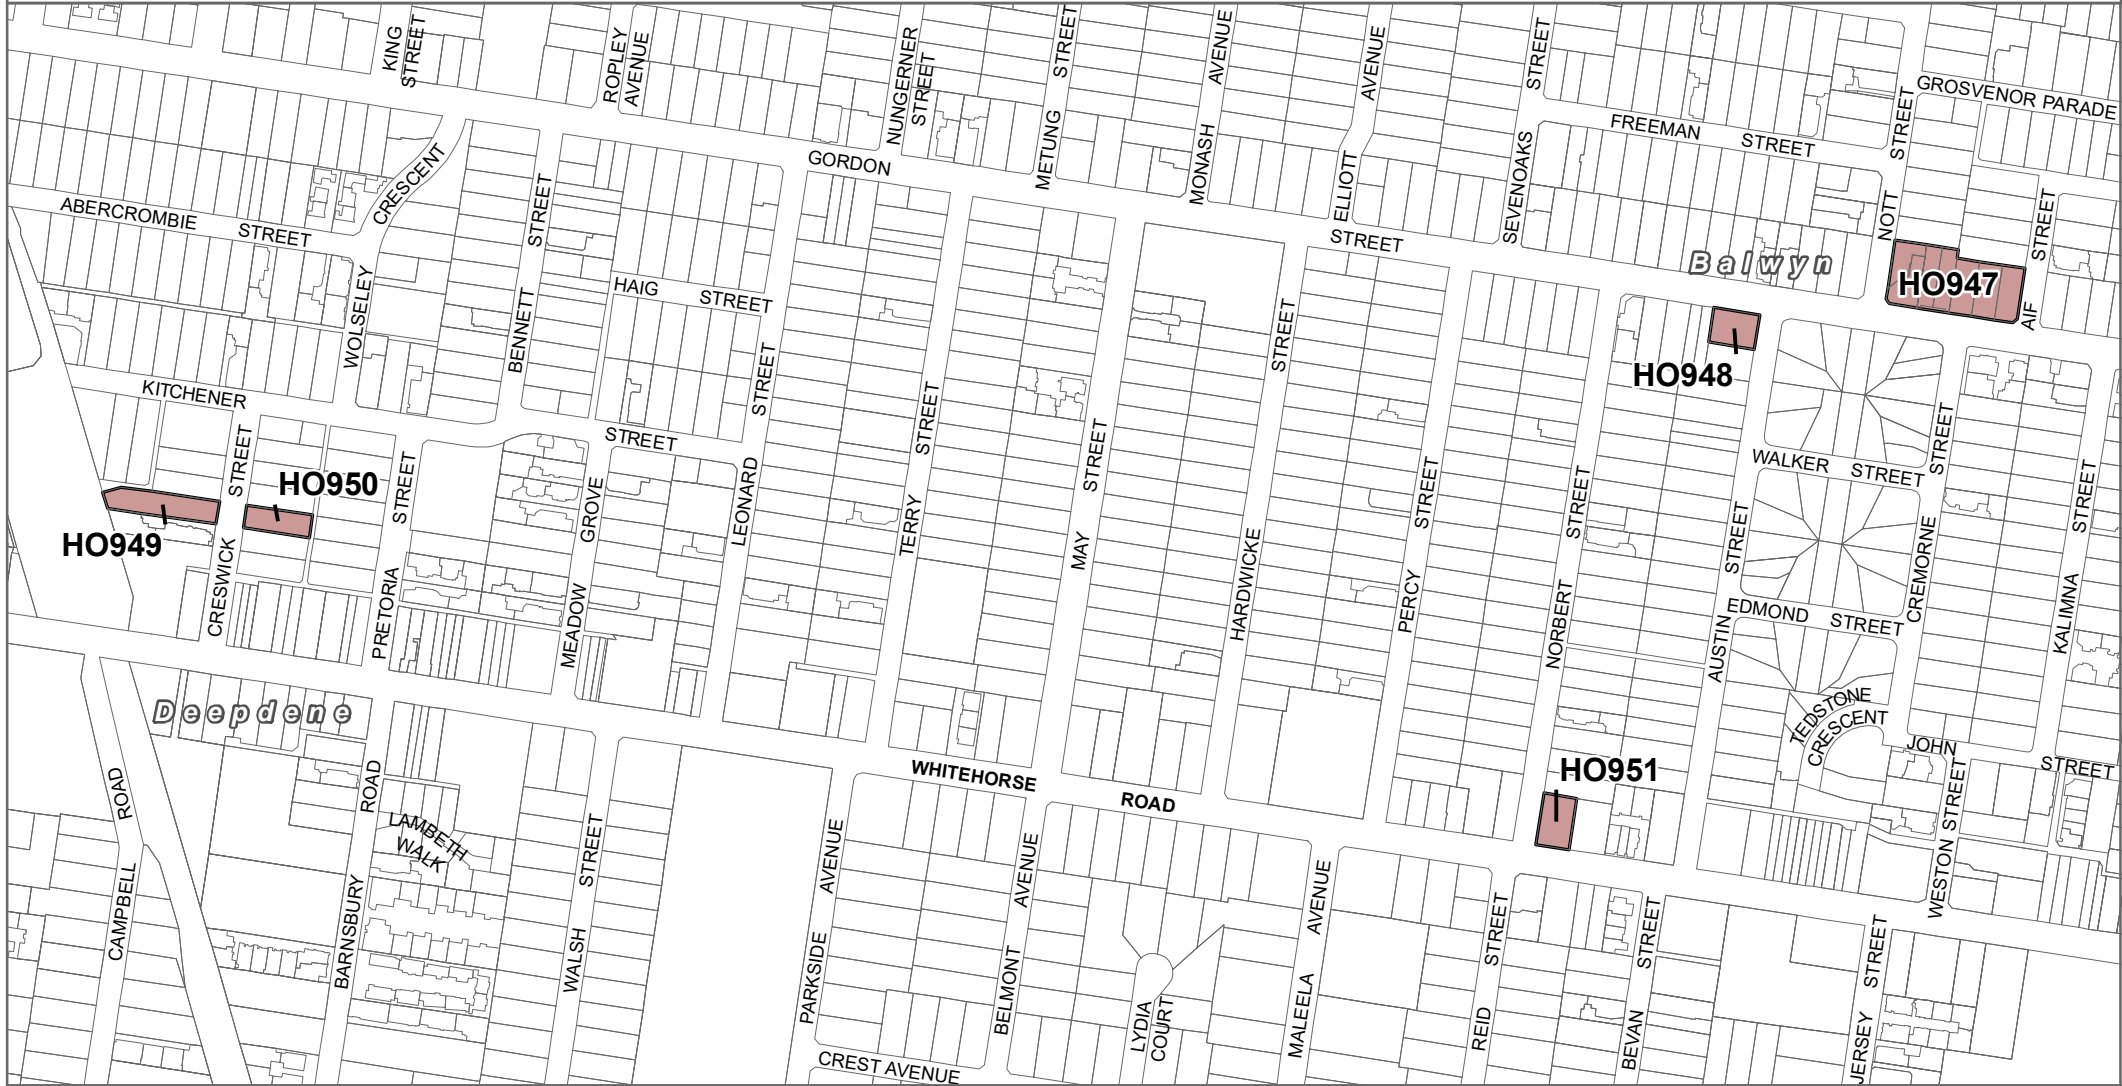 KING
STREET
ROPLEY
AVENUE
NUNGERNER
STREET
METUNG STREET
MONASH AVENUE
ELLIOTT AVENUE
SEVENOAKS STREET
GROSVENOR PARADE
FREEMAN STREET
NOTT STREET
GORDON STREET
ABERCROMBIE STREET
WOLSELEY CRESCENT
BENNETT STREET
HAIG STREET
Balwyn
HO947
AIF STREET
HO948
KITCHENER STREET
LEONARD STREET
TERRY STREET
MAY STREET
HARDWICKE STREET
PERCY STREET
NORBERT STREET
AUSTIN STREET
WALKER STREET
CREMORNE STREET
KALIMNA STREET
CRESWICK STREET
HO950
HO949
PRETORIA STREET
MEADOW GROVE
EDMOND STREET
TEDSTONE
CRESCENT
JOHN STREET
Deepdene
WHITEHORSE ROAD
HO951
CAMPBELL ROAD
BARNSBURY ROAD
LAMBETH
WALK
WALSH STREET
PARKSIDE AVENUE
BELMONT AVENUE
LYDIA
COURT
MALEELA AVENUE
REID STREET
BEVAN STREET
JERSEY STREET
WESTON STREET
CREST AVENUE